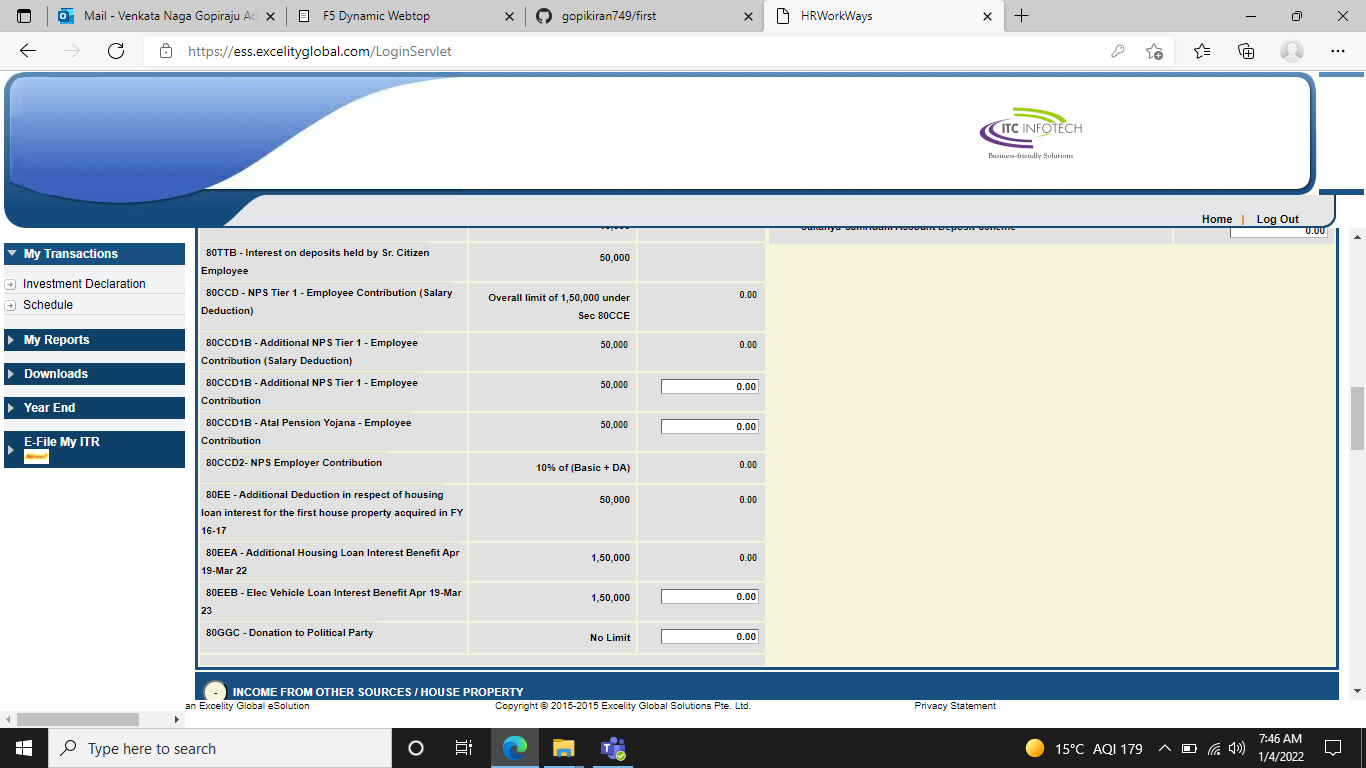 Mail - Venkata Naga Gopiraju Ad
F5 Dynamic Webtop
gopikiran749/first
HRWorkWays
https://ess.excelityglobal.com/LoginServlet
ITC INFOTECH
Business-friendly Solutions
Home | Log Out
My Transactions
Investment Declaration
Schedule
My Reports
Downloads
Year End
E-File My ITR
Sukanya Samriddhi Account Deposit Scheme
0.00
80TTB - Interest on deposits held by Sr. Citizen
Employee
50,000
80CCD - NPS Tier 1 - Employee Contribution (Salary
Deduction)
Overall limit of 1,50,000 under
Sec 80CCE
0.00
80CCD1B - Additional NPS Tier 1 - Employee
Contribution (Salary Deduction)
50,000
0.00
80CCD1B - Additional NPS Tier 1 - Employee
Contribution
50,000
0.00
80CCD1B - Atal Pension Yojana - Employee
Contribution
50,000
0.00
80CCD2- NPS Employer Contribution
10% of (Basic + DA)
0.00
80EE - Additional Deduction in respect of housing
loan interest for the first house property acquired in FY
16-17
50,000
0.00
80EEA - Additional Housing Loan Interest Benefit Apr
19-Mar 22
1,50,000
0.00
80EEB - Elec Vehicle Loan Interest Benefit Apr 19-Mar
23
1,50,000
0.00
80GGC - Donation to Political Party
No Limit
0.00
- INCOME FROM OTHER SOURCES / HOUSE PROPERTY
an Excelity Global eSolution
Copyright © 2015-2015 Excelity Global Solutions Pte. Ltd.
Privacy Statement
Type here to search
15°C AQI 179
7:46 AM
1/4/2022